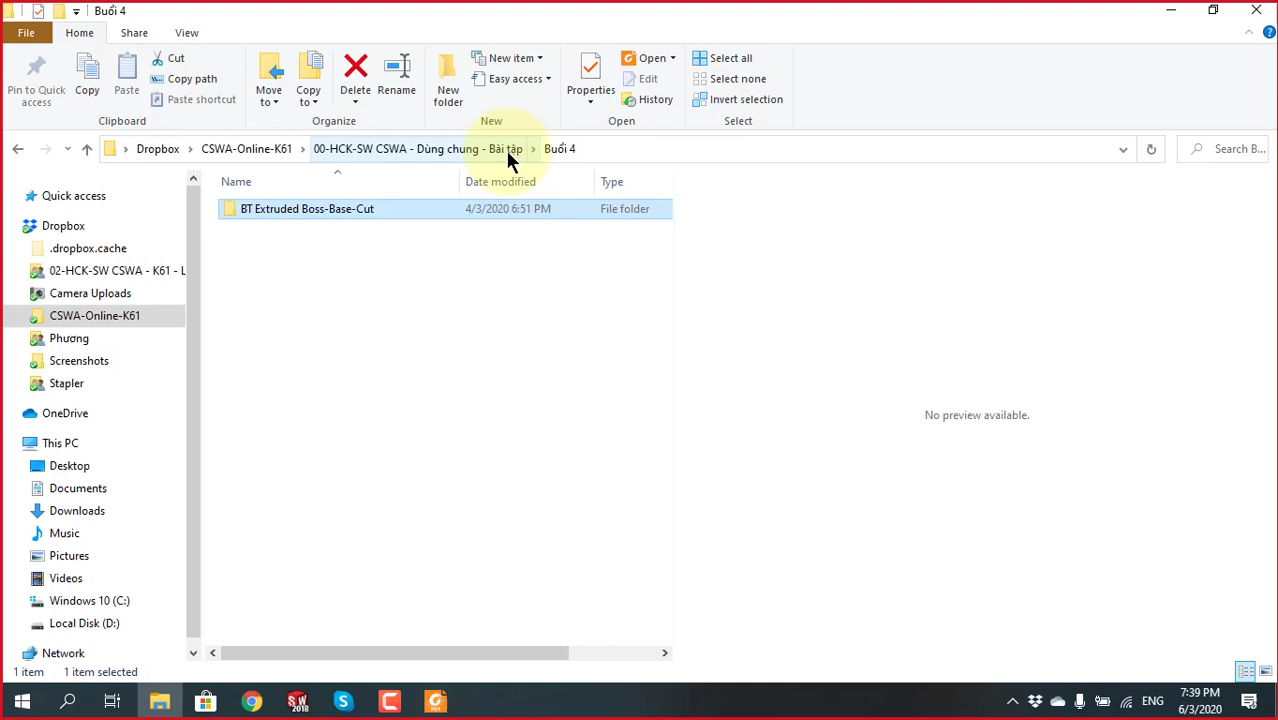 Buổi 4
File
Home
Share
View
Pin to Quick access
Copy
Paste
Cut
Copy path
Paste shortcut
Clipboard
Move to
Copy to
Delete
Rename
Organize
New folder
New item
Easy access
New
Properties
Open
Edit
History
Open
Select all
Select none
Invert selection
Select
Dropbox
CSWA-Online-K61
00-HCK-SW CSWA - Dùng chung - Bài tập
Buổi 4
Search B...
Name
Date modified
Type
BT Extruded Boss-Base-Cut
4/3/2020 6:51 PM
File folder
Quick access
Dropbox
.dropbox.cache
02-HCK-SW CSWA - K61 - L
Camera Uploads
CSWA-Online-K61
Phương
Screenshots
Stapler
OneDrive
This PC
Desktop
Documents
Downloads
Music
Pictures
Videos
Windows 10 (C:)
Local Disk (D:)
Network
No preview available.
1 item
1 item selected
SW
2018
ENG
7:39 PM
6/3/2020